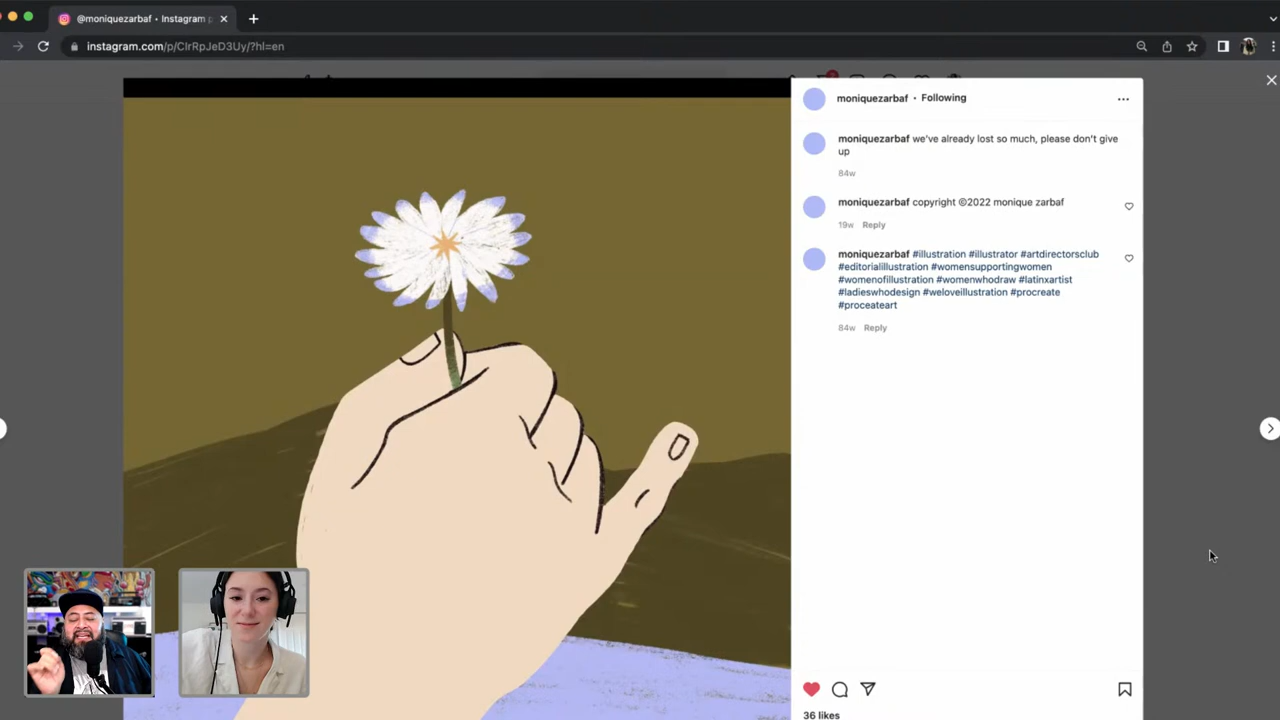 @moniquezarbaf • Instagram p
instagram.com/p/CIrRpJeD3Uy/?hl=en
moniquezarbaf • Following
moniquezarbaf we've already lost so much, please don't give
up
84w
moniquezarbaf copyright ©2022 monique zarbaf
19w Reply
moniquezarbaf #illustration #illustrator #artdirectorsclub
#editorialillustration #womensupportingwomen
#womenofillustration #womenwhodraw #latinxartist
#ladieswhodesign #weloveillustration #procreate
#proceateart
84w Reply
36 likes